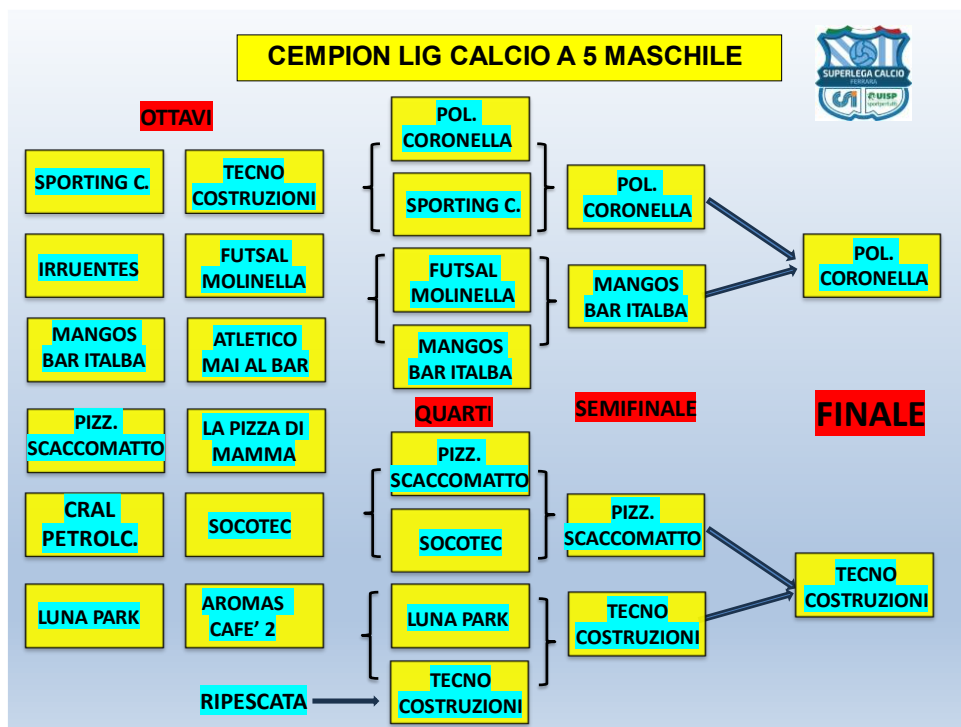 CEMPION LIG CALCIO A 5 MASCHILE
SUPERLEGA CALCIO
FERRARA
CSI
UISP
sportpertutti
OTTAVI
SPORTING C.
TECNO
COSTRUZIONI
IRRUENTES
FUTSAL
MOLINELLA
MANGOS
BAR ITALBA
ATLETICO
MAI AL BAR
PIZZ.
SCACCOMATTO
LA PIZZA DI
MAMMA
CRAL
PETROLC.
SOCOTEC
LUNA PARK
AROMAS
CAFE’ 2
RIPESCATA
POL.
CORONELLA
SPORTING C.
FUTSAL
MOLINELLA
MANGOS
BAR ITALBA
QUARTI
PIZZ.
SCACCOMATTO
SOCOTEC
LUNA PARK
TECNO
COSTRUZIONI
POL.
CORONELLA
MANGOS
BAR ITALBA
SEMIFINALE
PIZZ.
SCACCOMATTO
TECNO
COSTRUZIONI
POL.
CORONELLA
FINALE
TECNO
COSTRUZIONI